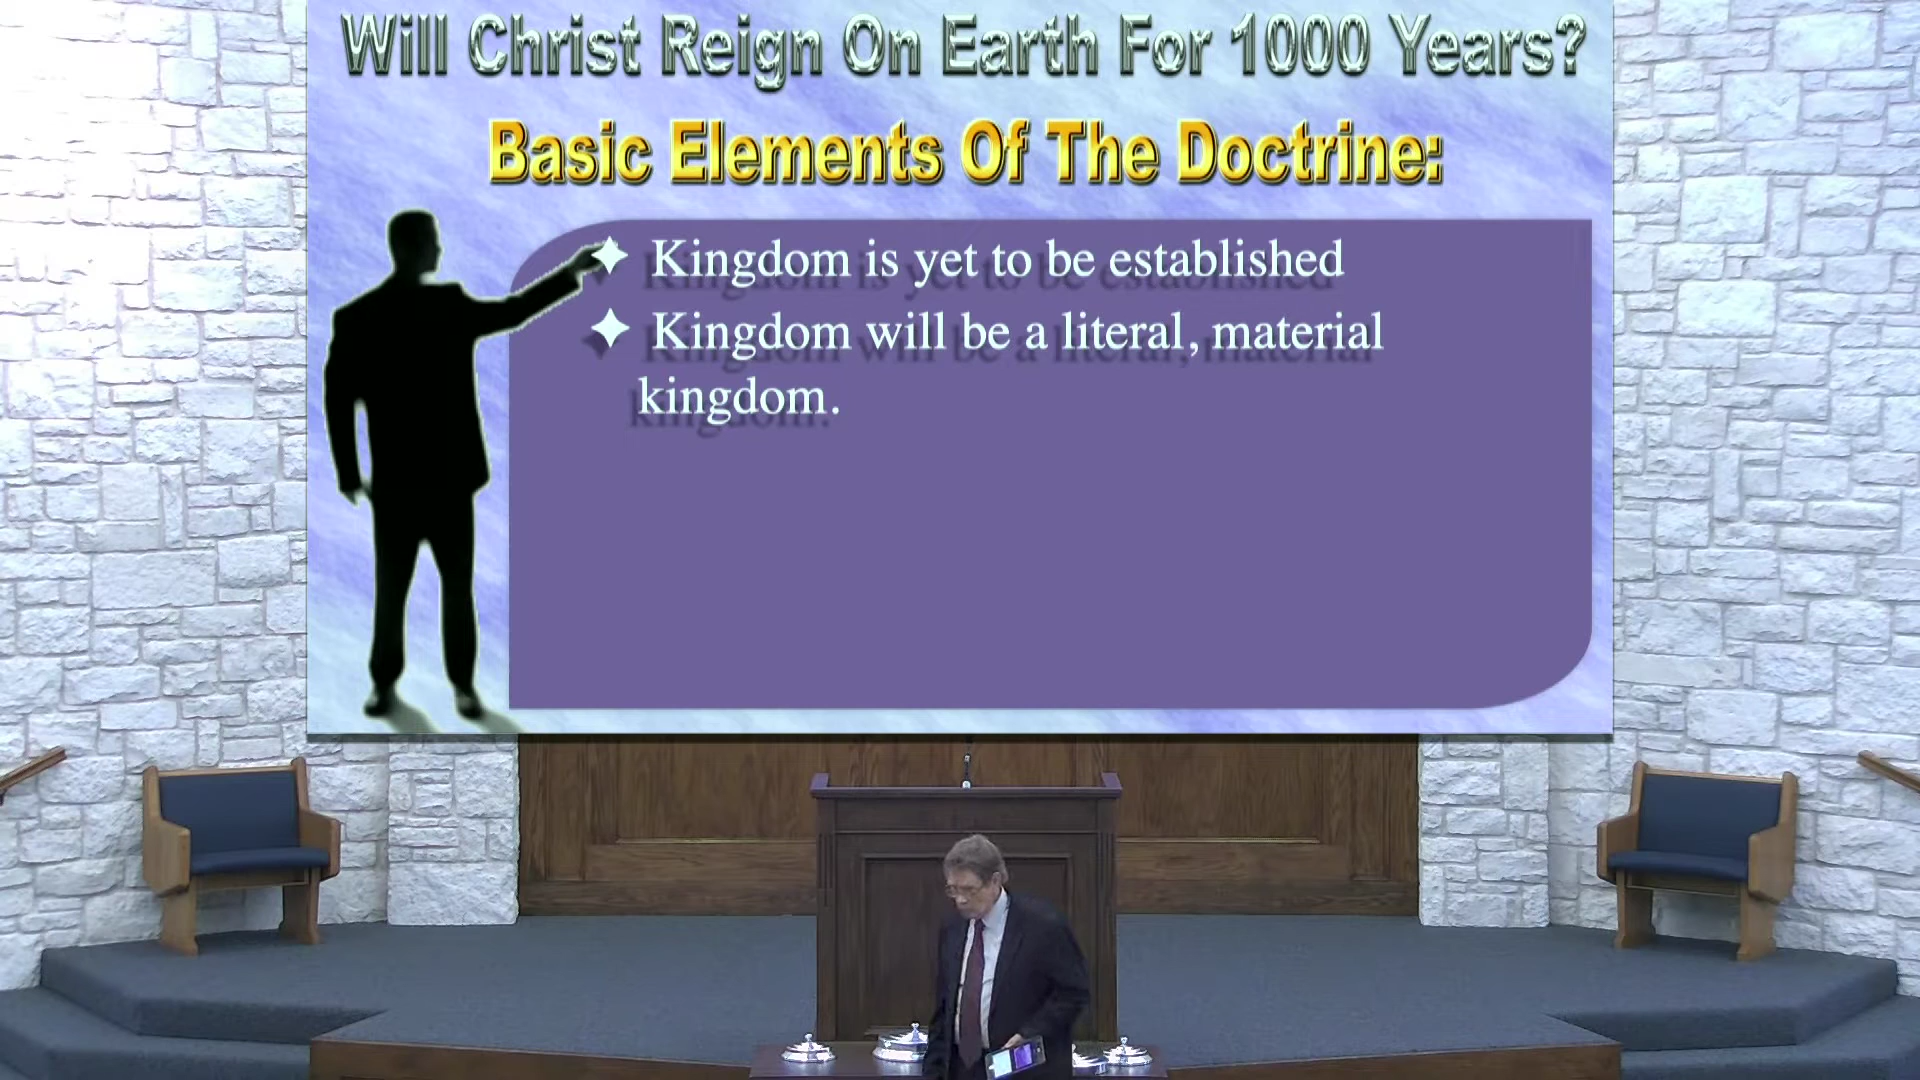 Will Christ Reign On Earth For 1000 Years?
Basic Elements Of The Doctrine:
Kingdom is yet to be established
Kingdom will be a literal, material
kingdom.